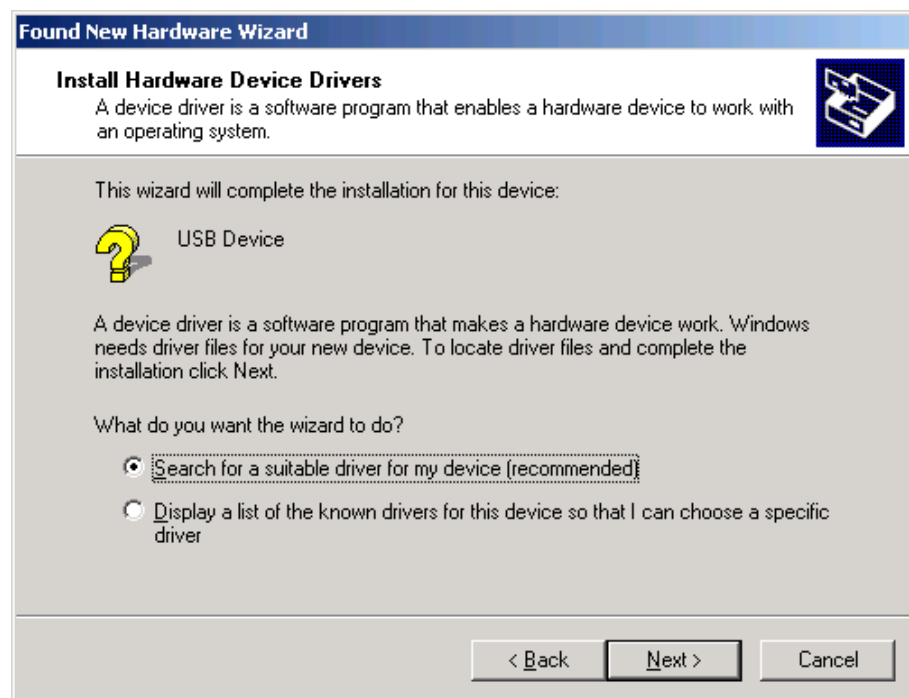 Found New Hardware Wizard
Install Hardware Device Drivers
A device driver is a software program that enables a hardware device to work with
an operating system.
This wizard will complete the installation for this device:
USB Device
A device driver is a software program that makes a hardware device work. Windows
needs driver files for your new device. To locate driver files and complete the
installation click Next.
What do you want the wizard to do?
Search for a suitable driver for my device (recommended)
Display a list of the known drivers for this device so that I can choose a specific
driver
< Back
Next >
Cancel